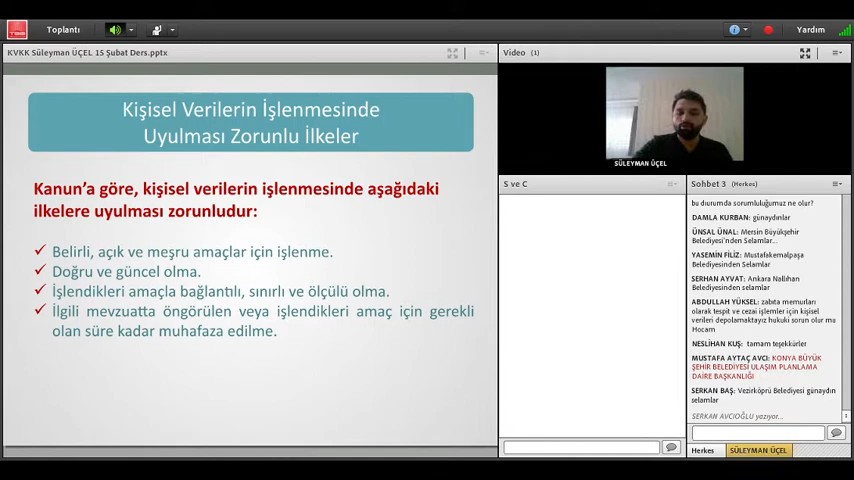 Toplantı
Yardım
KVKK Süleyman ÜÇEL 15 Şubat Ders.pptx
Kişisel Verilerin İşlenmesinde
Uyulması Zorunlu İlkeler
Kanun'a göre, kişisel verilerin işlenmesinde aşağıdaki
ilkelere uyulması zorunludur:
Belirli, açık ve meşru amaçlar için işlenme.
Doğru ve güncel olma.
İşlendikleri amaçla bağlantılı, sınırlı ve ölçülü olma.
İlgili mevzuatta öngörülen veya işlendikleri amaç için gerekli
olan süre kadar muhafaza edilme.
Video (1)
SÜLEYMAN ÜÇEL
S ve C
Sohbet 3 (Herkes)
bu dıurımda sorumluluğumuz ne olur?
DAMLA KURBAN: günaydınlar
ÜNSAL ÜNAL: Mersin Büyükşehir
Belediyesi'nden Selamlar...
YASEMİN FİLİZ: Mustafakemalpaşa
Belediyesinden Selamlar
SERHAN AYVAT: Ankara Nallıhan
Belediyesinden selamlar
ABDULLAH YÜKSEL: zabıta memurları
olarak tespit ve cezai işlemler için kişisel
verileri depolamaktayız hukuki sorun olur mu
Hocam
NESLİHAN KUŞ: tamam teşekkürler
MUSTAFA AYTAÇ AVCI: KONYA BÜYÜK
ŞEHİR BELEDİYESİ ULAŞIM PLANLAMA
DAİRE BAŞKANLIĞI
SERKAN BAŞ: Vezirköprü Belediyesi günaydın
selamlar
SERKAN AVCIOĞLU yazıyor...
Herkes
SÜLEYMAN ÜÇEL